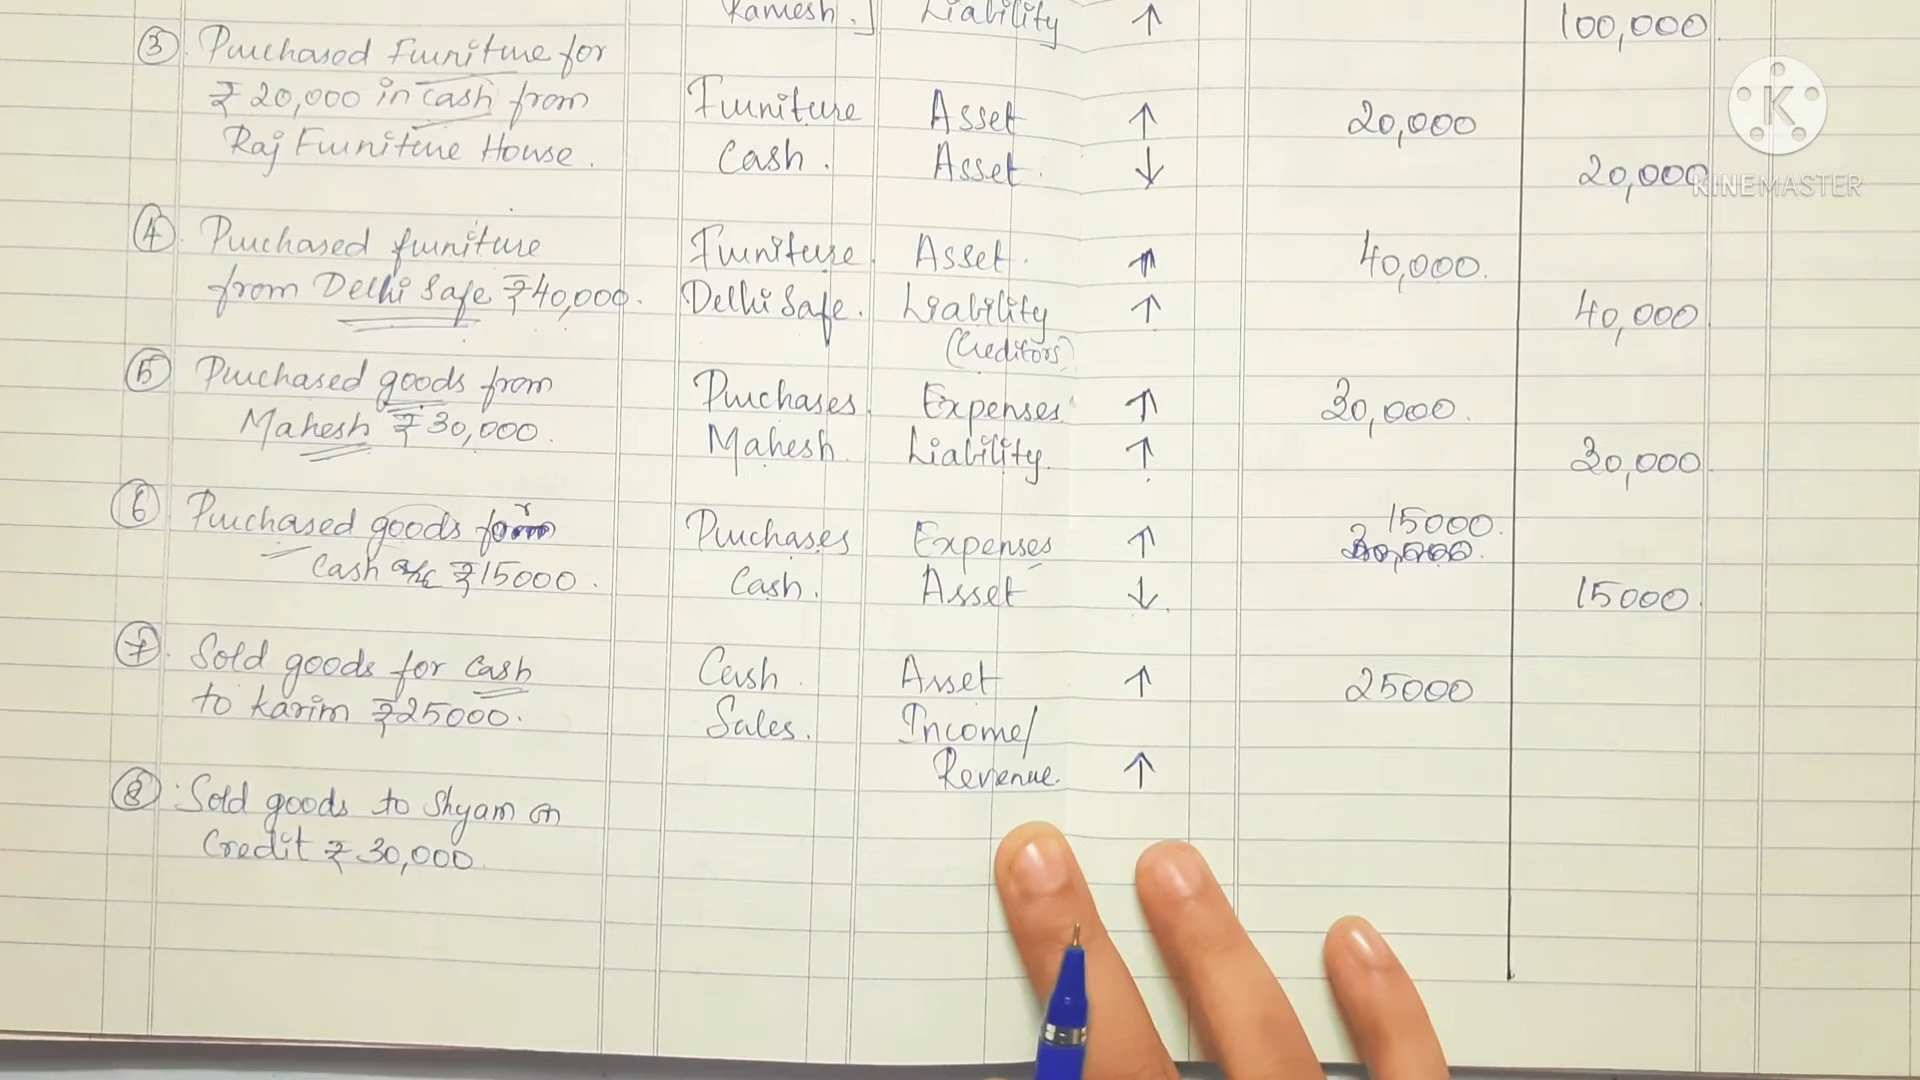 Ramesh.] Liability ↑ 100,000
③ Purchased Furniture for
₹ 20,000 in cash from Furniture Asset ↑ 20,000
Raj Furniture House. Cash. Asset. ↓ 20,000
K
KINEMASTER
④ Purchased furniture Furniture Asset. ↑ 40,000.
from Delhi Safe ₹40,000. Delhi Safe. Liability ↑ 40,000
(Creditors)
⑤ Purchased goods from Purchases Expenses ↑ 30,000.
Mahesh ₹ 30,000. Mahesh Liability. ↑ 30,000
⑥ Purchased goods for Purchases Expenses ↑ 15000.
30,000.
Cash ₹15000. Cash. Asset ↓ 15000
⑦. Sold goods for cash Cash Asset ↑ 25000
to Karim ₹25000. Sales. Income/
Revenue. ↑
⑧ Sold goods to Shyam on
Credit ₹ 30,000.